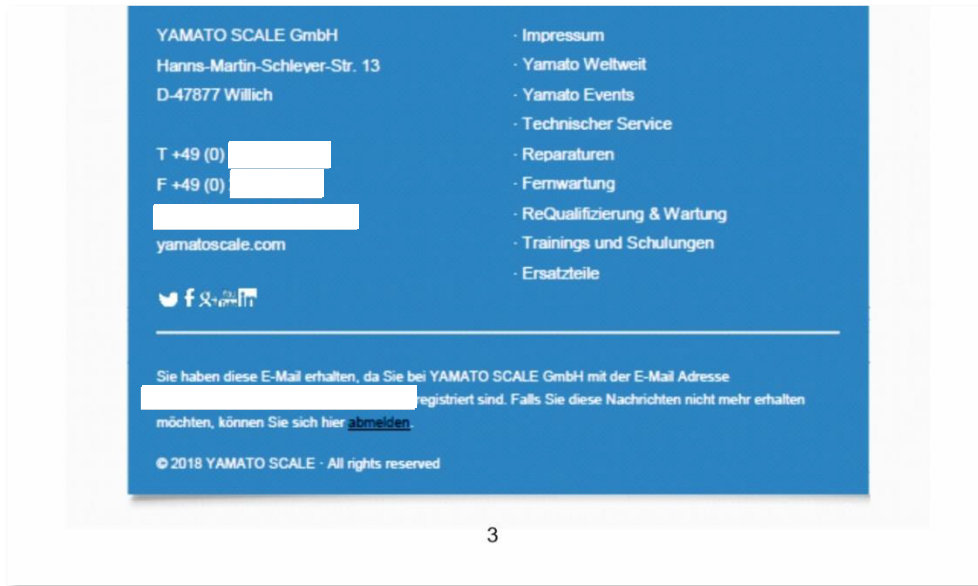 YAMATO SCALE GmbH
Hanns-Martin-Schleyer-Str. 13
D-47877 Willich
T +49 (0)
F +49 (0)
yamatoscale.com
· Impressum
· Yamato Weltweit
· Yamato Events
· Technischer Service
· Reparaturen
· Fernwartung
· ReQualifizierung & Wartung
· Trainings und Schulungen
· Ersatzteile
Sie haben diese E-Mail erhalten, da Sie bei YAMATO SCALE GmbH mit der E-Mail Adresse
registriert sind. Falls Sie diese Nachrichten nicht mehr erhalten
möchten, können Sie sich hier abmelden.
© 2018 YAMATO SCALE · All rights reserved
3